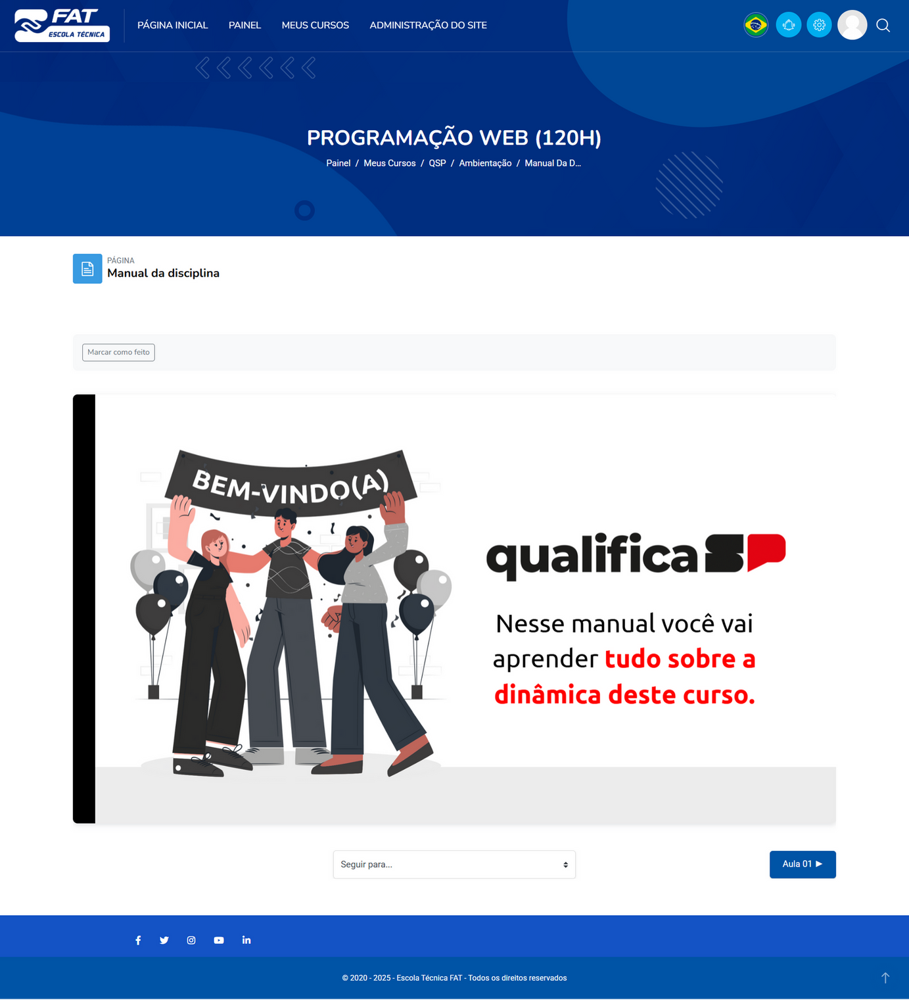 FAT
ESCOLA TÉCNICA
PÁGINA INICIAL
PAINEL
MEUS CURSOS
ADMINISTRAÇÃO DO SITE
PROGRAMAÇÃO WEB (120H)
Painel / Meus Cursos / QSP / Ambientação / Manual Da D...
PÁGINA
Manual da disciplina
Marcar como feito
BEM-VINDO(A)
qualificaSP
Nesse manual você vai
aprender tudo sobre a
dinâmica deste curso.
Seguir para...
Aula 01 ►
© 2020 - 2025 - Escola Técnica FAT - Todos os direitos reservados